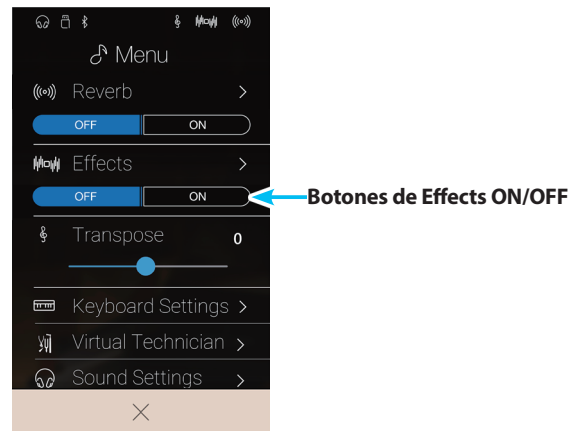 Menu
Reverb
OFF ON
Effects
OFF ON
Botones de Effects ON/OFF
Transpose 0
Keyboard Settings
Virtual Technician
Sound Settings